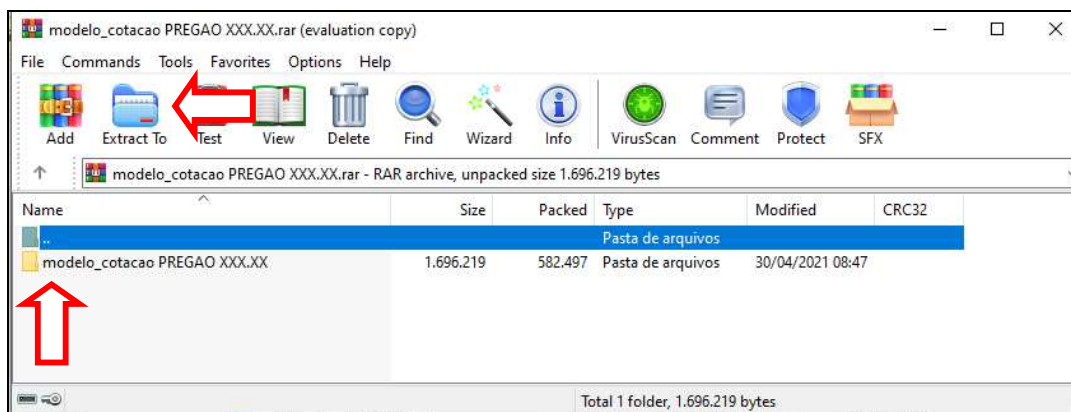 modelo_cotacao PREGAO XXX.XX.rar (evaluation copy)
File Commands Tools Favorites Options Help
Add Extract To Test View Delete Find Wizard Info VirusScan Comment Protect SFX
modelo_cotacao PREGAO XXX.XX.rar - RAR archive, unpacked size 1.696.219 bytes
Name Size Packed Type Modified CRC32
.. Pasta de arquivos
modelo_cotacao PREGAO XXX.XX 1.696.219 582.497 Pasta de arquivos 30/04/2021 08:47
Total 1 folder, 1.696.219 bytes